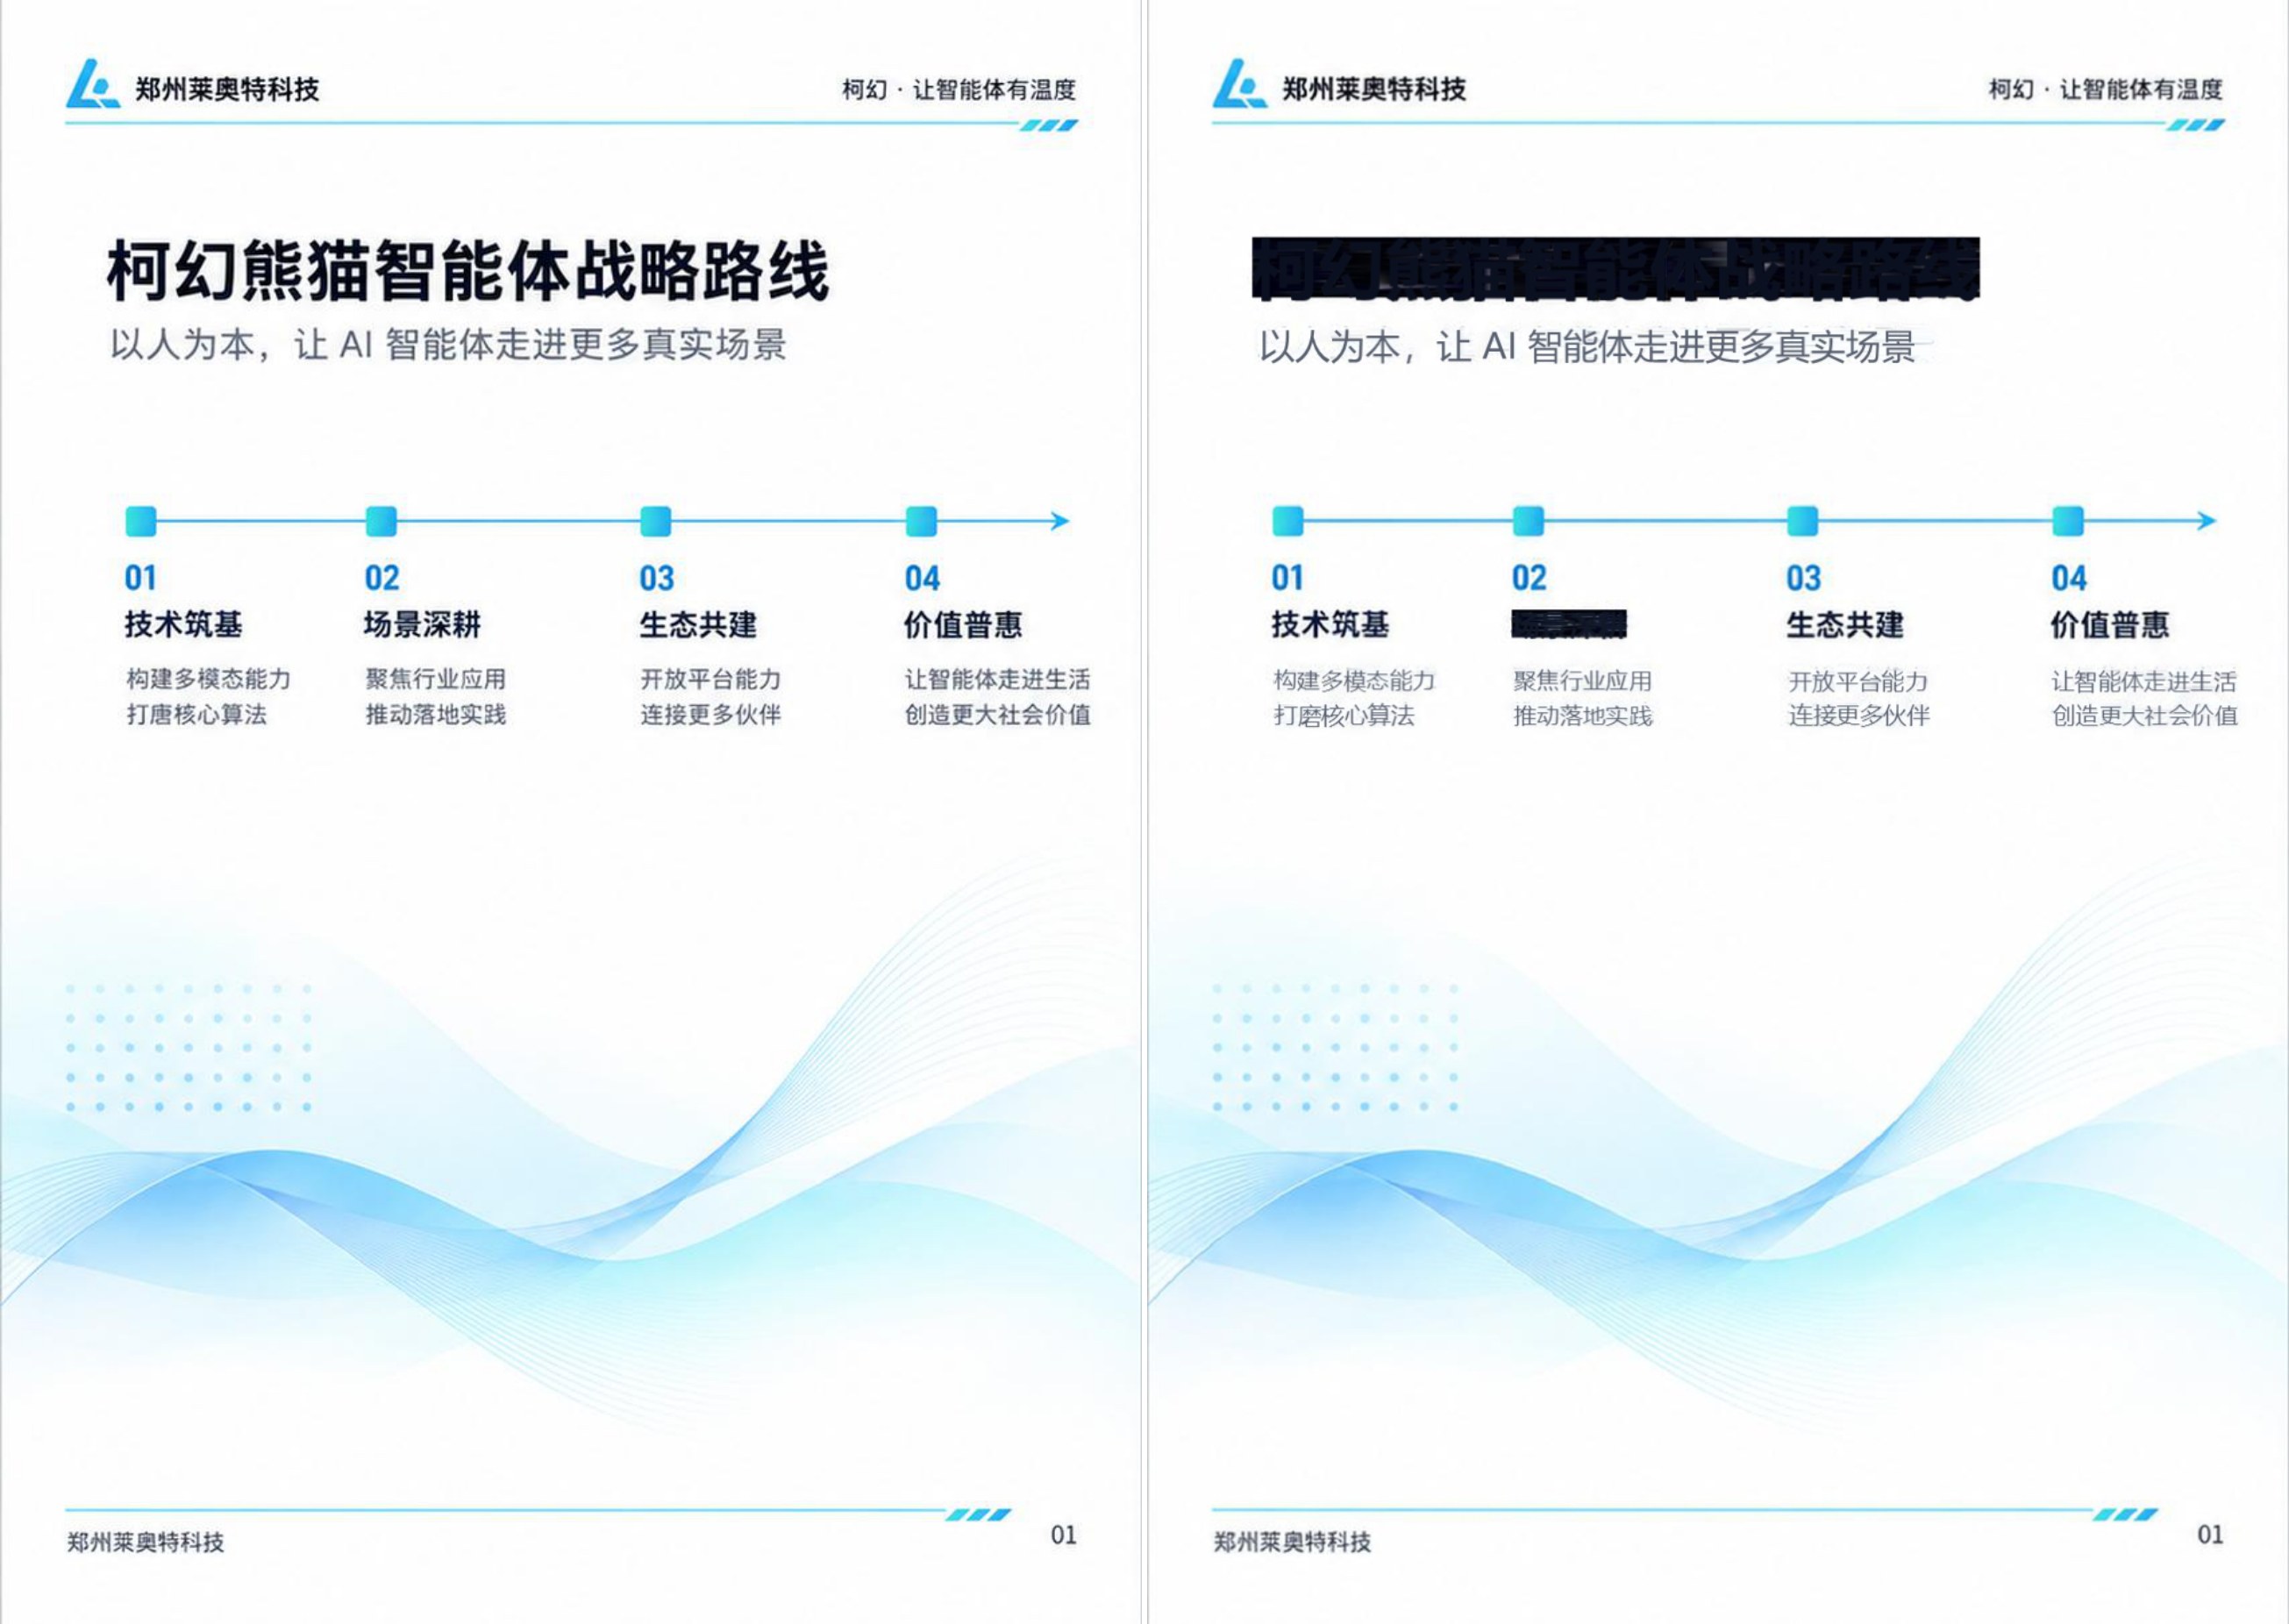 郑州莱奥特科技
柯幻 · 让智能体有温度
柯幻熊猫智能体战略路线
以人为本，让 AI 智能体走进更多真实场景
01
技术筑基
构建多模态能力
打唐核心算法
02
场景深耕
聚焦行业应用
推动落地实践
03
生态共建
开放平台能力
连接更多伙伴
04
价值普惠
让智能体走进生活
创造更大社会价值
郑州莱奥特科技
01
郑州莱奥特科技
柯幻 · 让智能体有温度
柯幻熊猫智能体战略路线
以人为本，让 AI 智能体走进更多真实场景
01
技术筑基
构建多模态能力
打磨核心算法
02
聚焦行业应用
推动落地实践
03
生态共建
开放平台能力
连接更多伙伴
04
价值普惠
让智能体走进生活
创造更大社会价值
郑州莱奥特科技
01